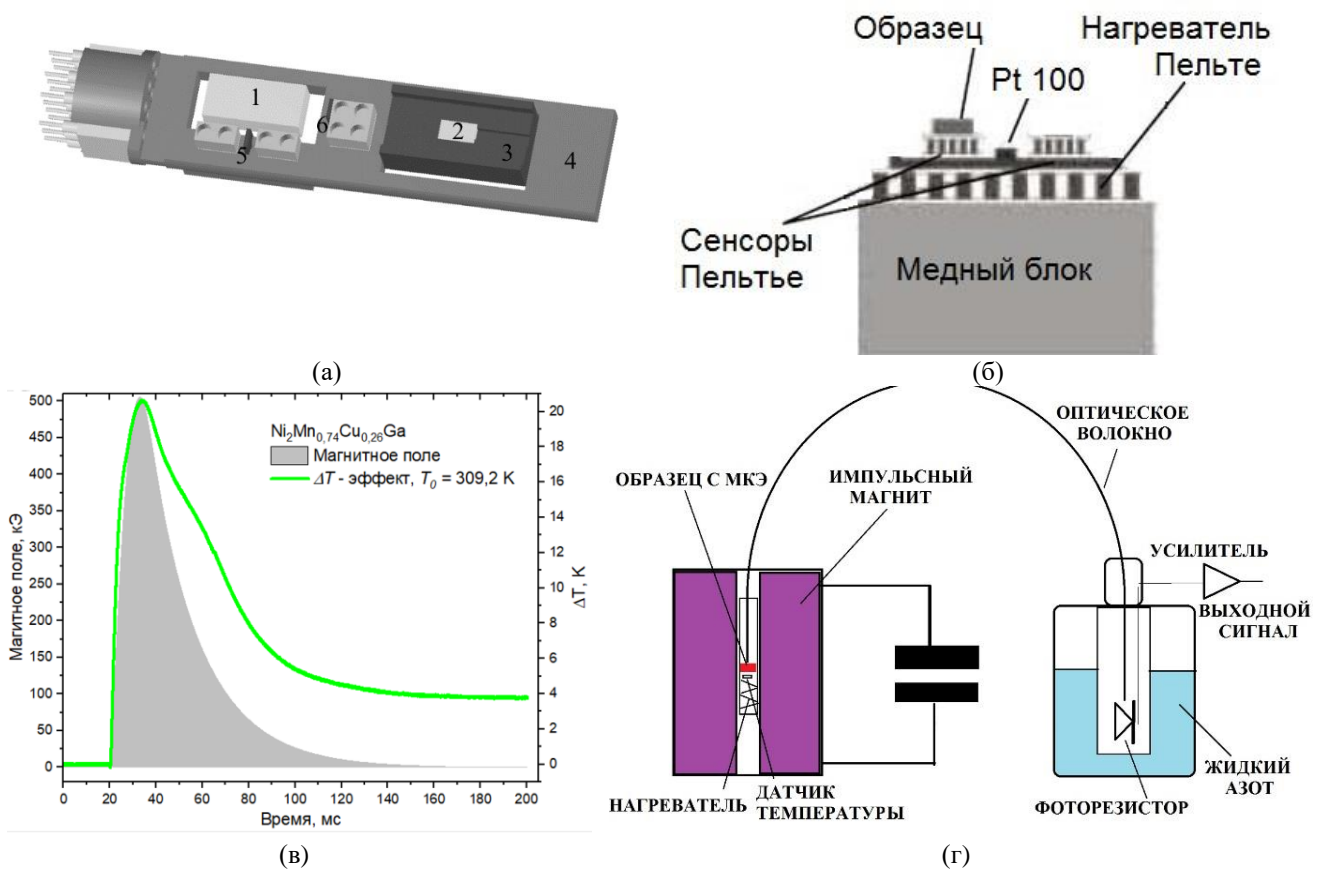 1
2
3
4
5
6
(а)
Образец
Нагреватель
Пельте
Pt 100
Сенсоры
Пельтье
Медный блок
(б)
Магнитное поле, кЭ
500
450
400
350
300
250
200
150
100
50
0
Ni₂Mn₀,₇₄Cu₀,₂₆Ga
Магнитное поле
ΔT - эффект, T₀ = 309,2 K
20
18
16
14
12
10
8
6
4
2
0
ΔT, K
0 20 40 60 80 100 120 140 160 180 200
Время, мс
(в)
ОПТИЧЕСКОЕ
ВОЛОКНО
ОБРАЗЕЦ С МКЭ
ИМПУЛЬСНЫЙ
МАГНИТ
УСИЛИТЕЛЬ
ВЫХОДНОЙ
СИГНАЛ
НАГРЕВАТЕЛЬ
ДАТЧИК
ТЕМПЕРАТУРЫ
ЖИДКИЙ
АЗОТ
ФОТОРЕЗИСТОР
(г)